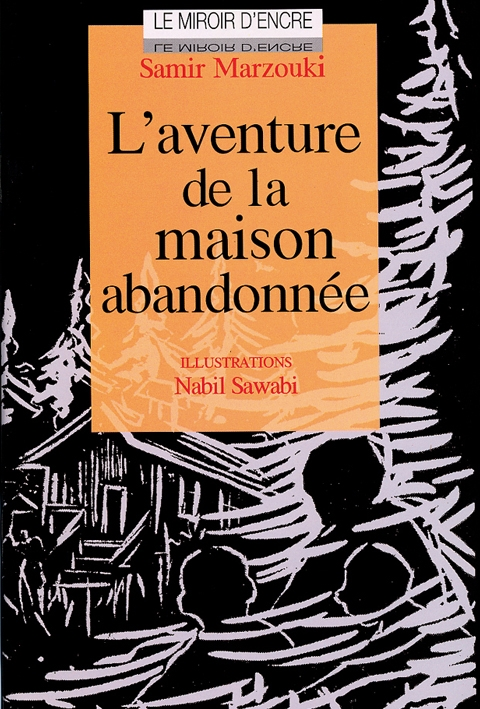 LE MIROIR D'ENCRE
LE MIROIR D'ENCRE
Samir Marzouki
L'aventure
de la
maison
abandonnée
ILLUSTRATIONS
Nabil Sawabi